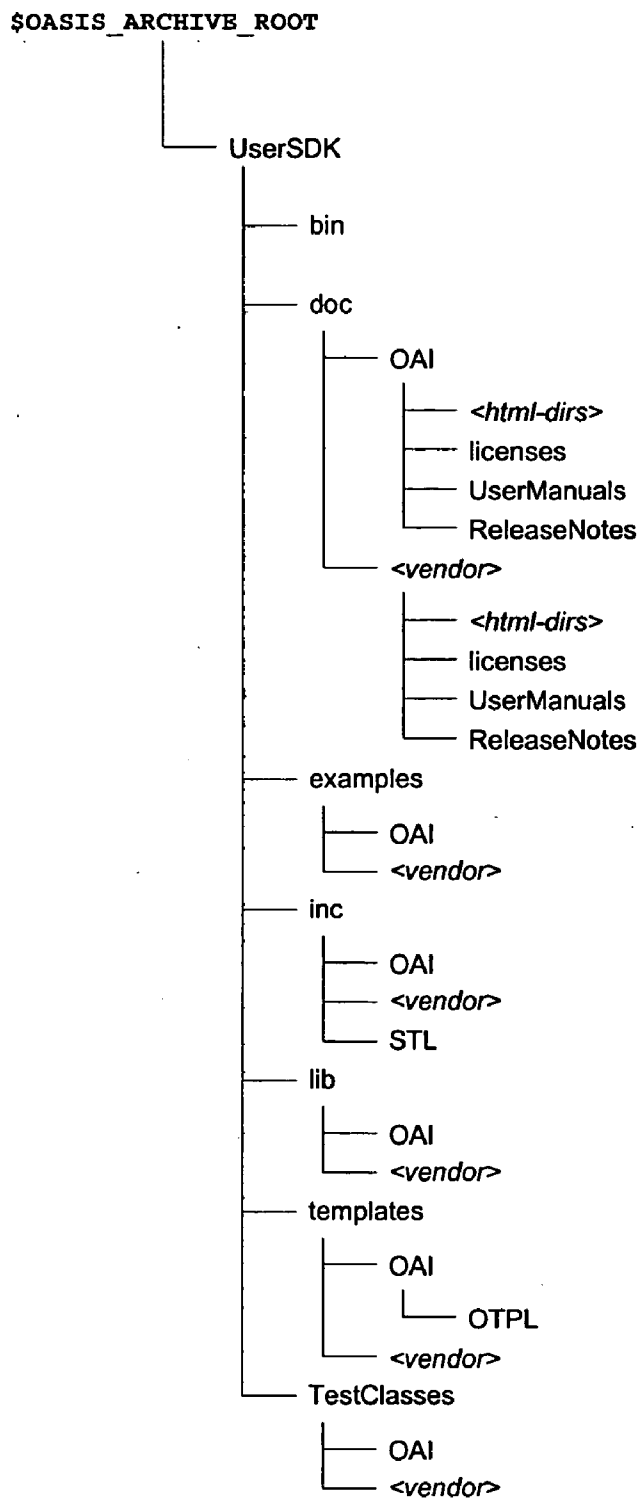 $OASIS_ARCHIVE_ROOT
UserSDK
bin
doc
OAI
<html-dirs>
licenses
UserManuals
ReleaseNotes
<vendor>
<html-dirs>
licenses
UserManuals
ReleaseNotes
examples
OAI
<vendor>
inc
OAI
<vendor>
STL
lib
OAI
<vendor>
templates
OAI
OTPL
<vendor>
TestClasses
OAI
<vendor>